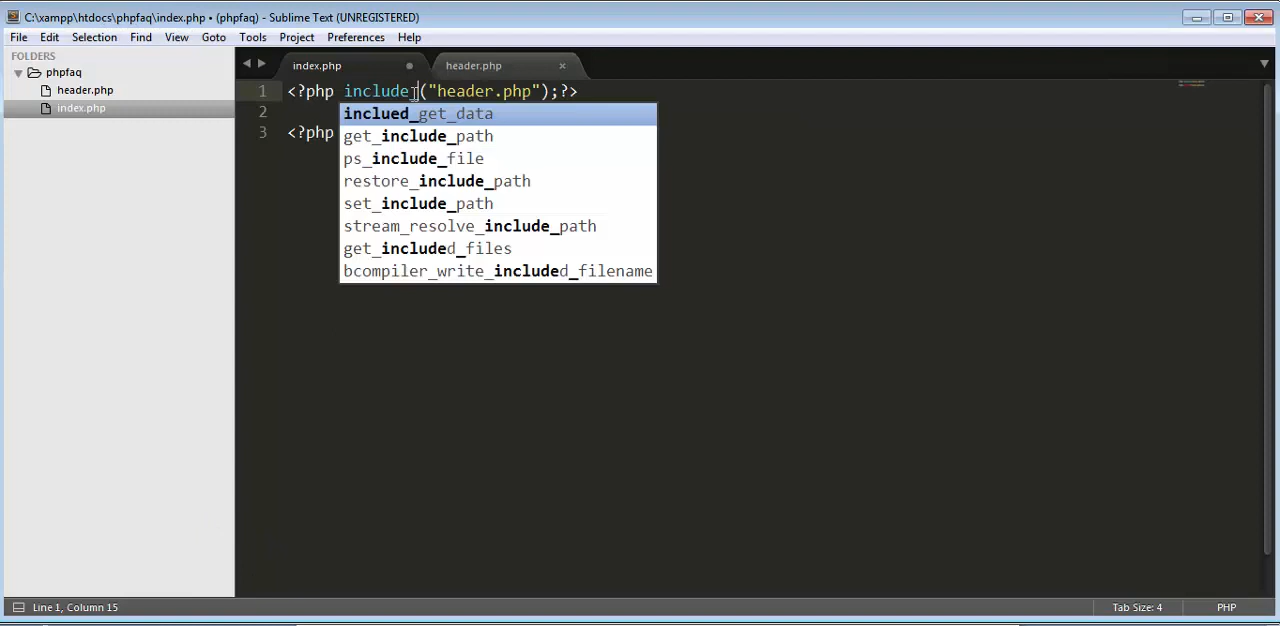 C:\xampp\htdocs\phpfaq\index.php • (phpfaq) - Sublime Text (UNREGISTERED)
File Edit Selection Find View Goto Tools Project Preferences Help
FOLDERS
phpfaq
header.php
index.php
index.php header.php
1 <?php include_("header.php");?>
2
3 <?php
inclued_get_data
get_include_path
ps_include_file
restore_include_path
set_include_path
stream_resolve_include_path
get_included_files
bcompiler_write_included_filename
Line 1, Column 15 Tab Size: 4 PHP